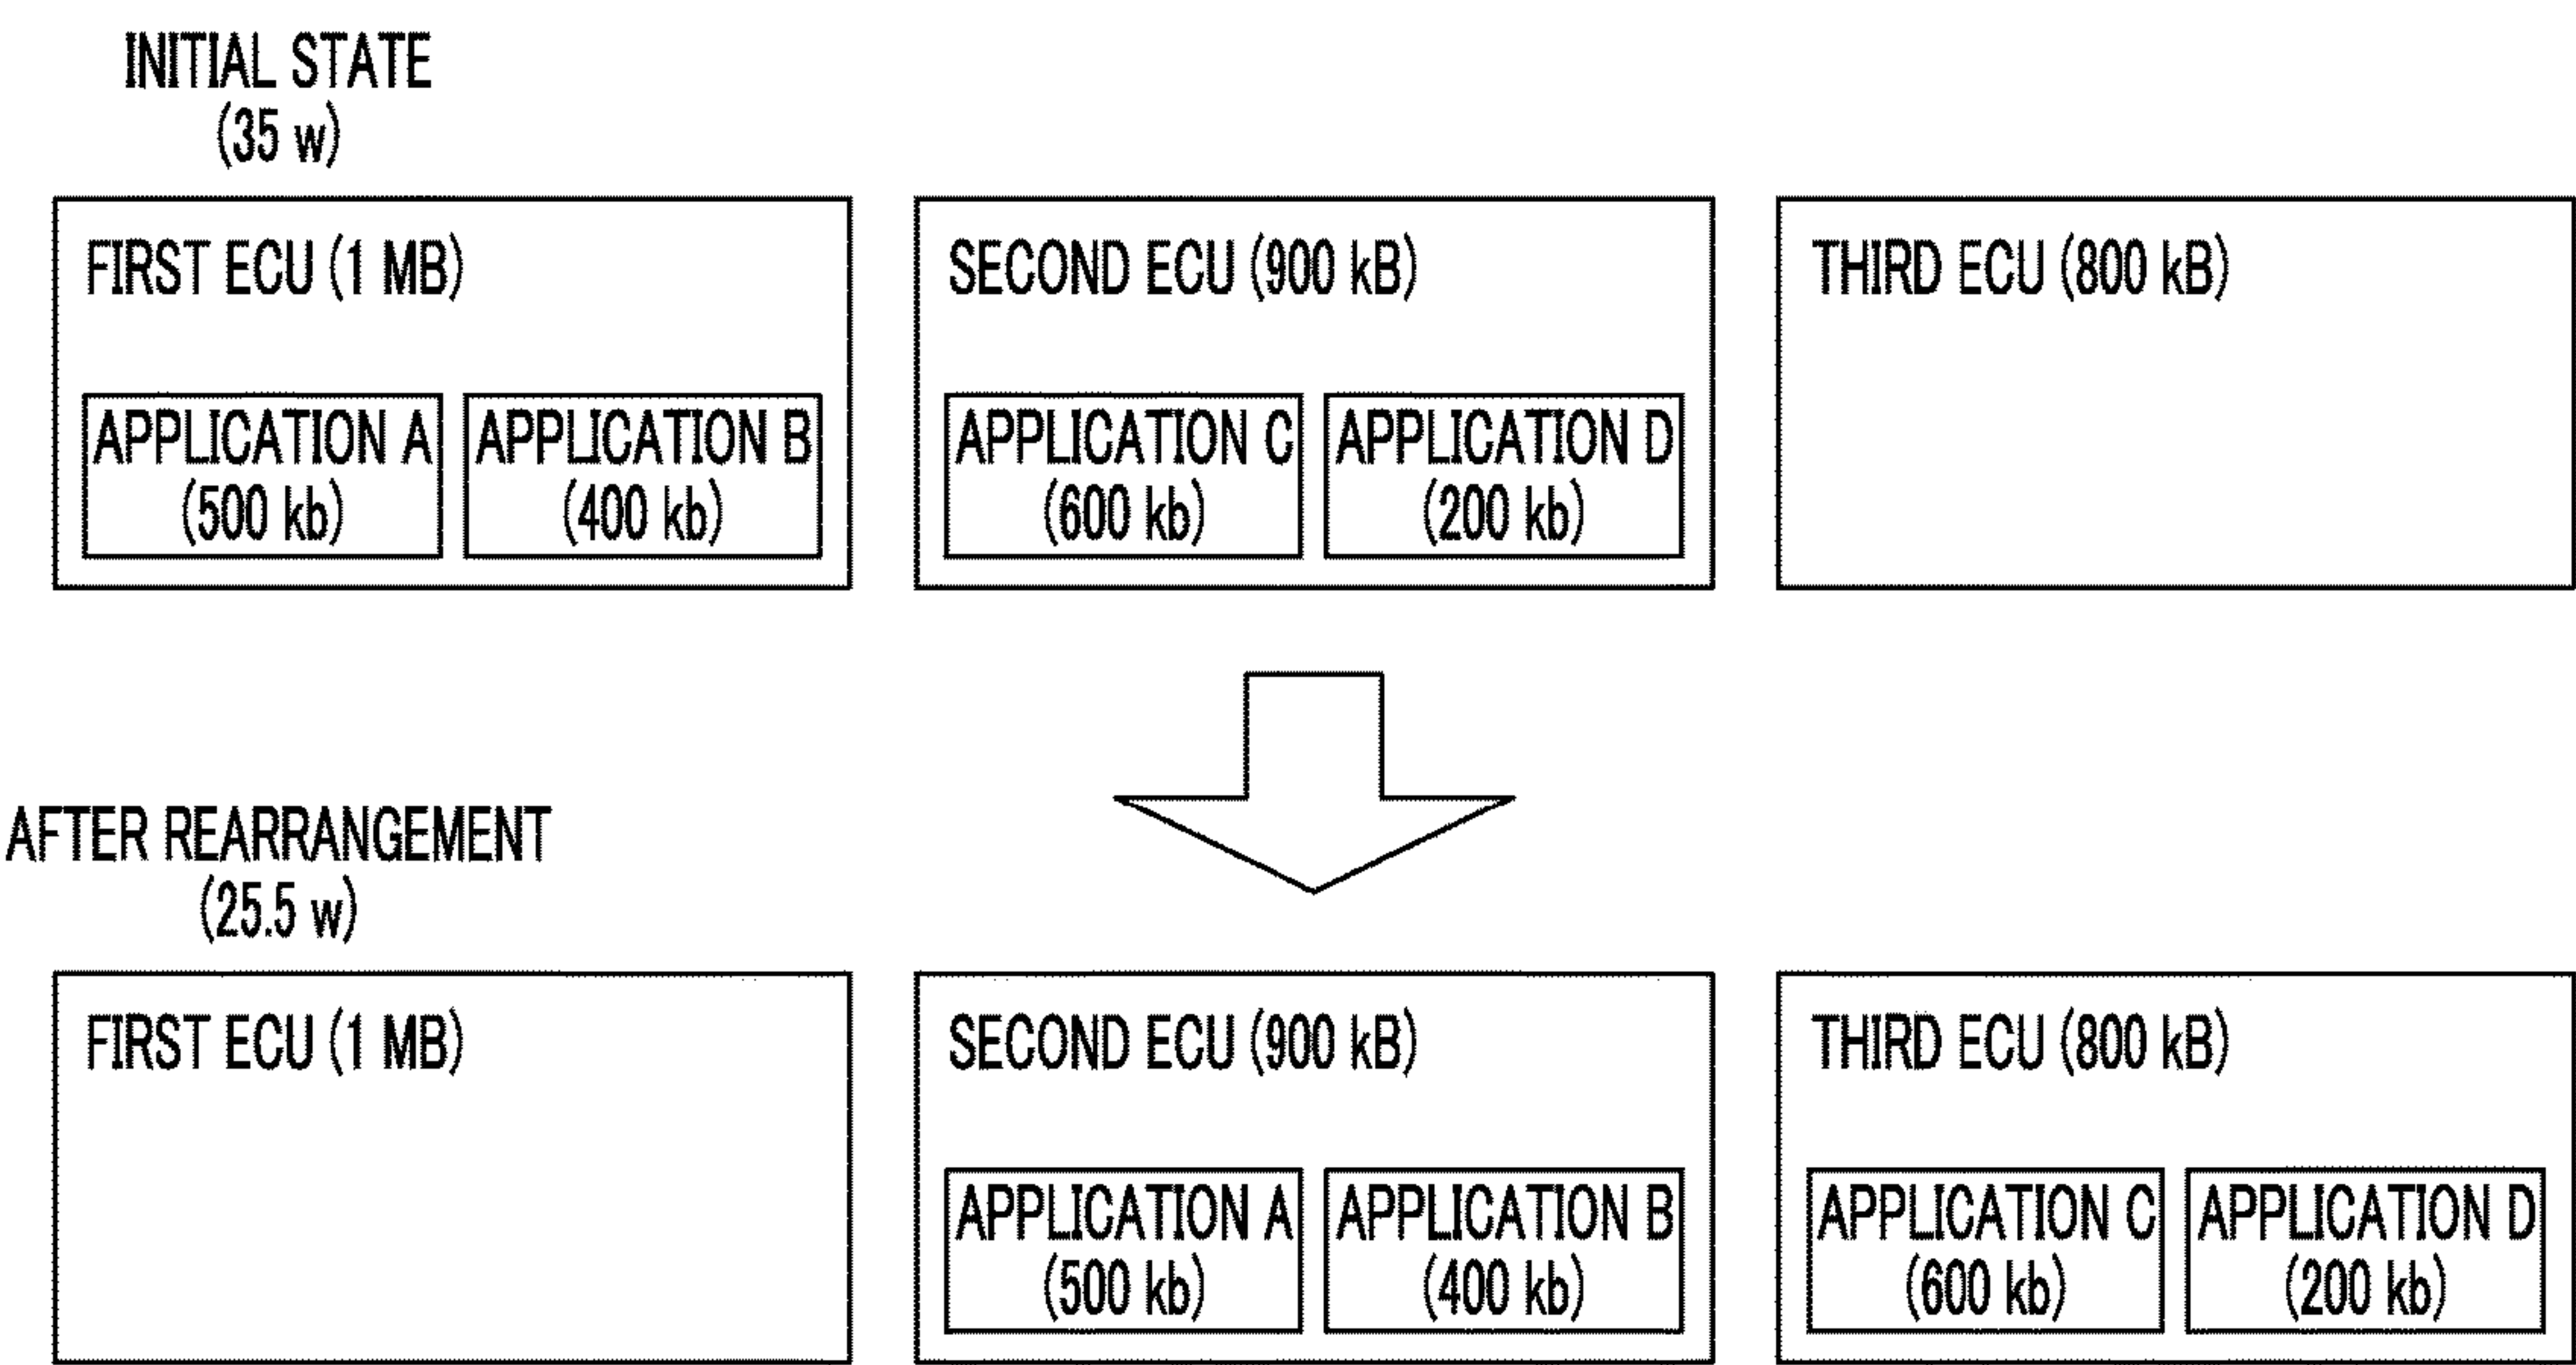 INITIAL STATE
(35 w)
FIRST ECU (1 MB)
APPLICATION A
(500 kb)
APPLICATION B
(400 kb)
SECOND ECU (900 kB)
APPLICATION C
(600 kb)
APPLICATION D
(200 kb)
THIRD ECU (800 kB)
AFTER REARRANGEMENT
(25.5 w)
FIRST ECU (1 MB)
SECOND ECU (900 kB)
APPLICATION A
(500 kb)
APPLICATION B
(400 kb)
THIRD ECU (800 kB)
APPLICATION C
(600 kb)
APPLICATION D
(200 kb)